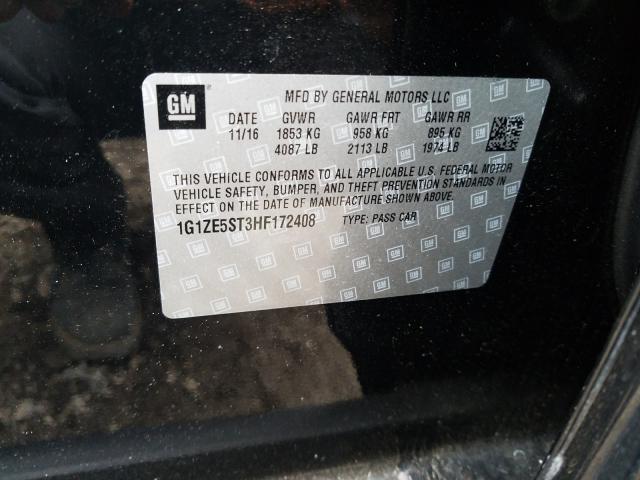 GM
MFD BY GENERAL MOTORS LLC
DATE GVWR GAWR FRT GAWR RR
11/16 1853 KG 958 KG 895 KG
4087 LB 2113 LB 1974 LB
THIS VEHICLE CONFORMS TO ALL APPLICABLE U.S. FEDERAL MOTOR
VEHICLE SAFETY, BUMPER, AND THEFT PREVENTION STANDARDS IN
EFFECT ON THE DATE OF MANUFACTURE SHOWN ABOVE.
1G1ZE5ST3HF172408 TYPE: PASS CAR